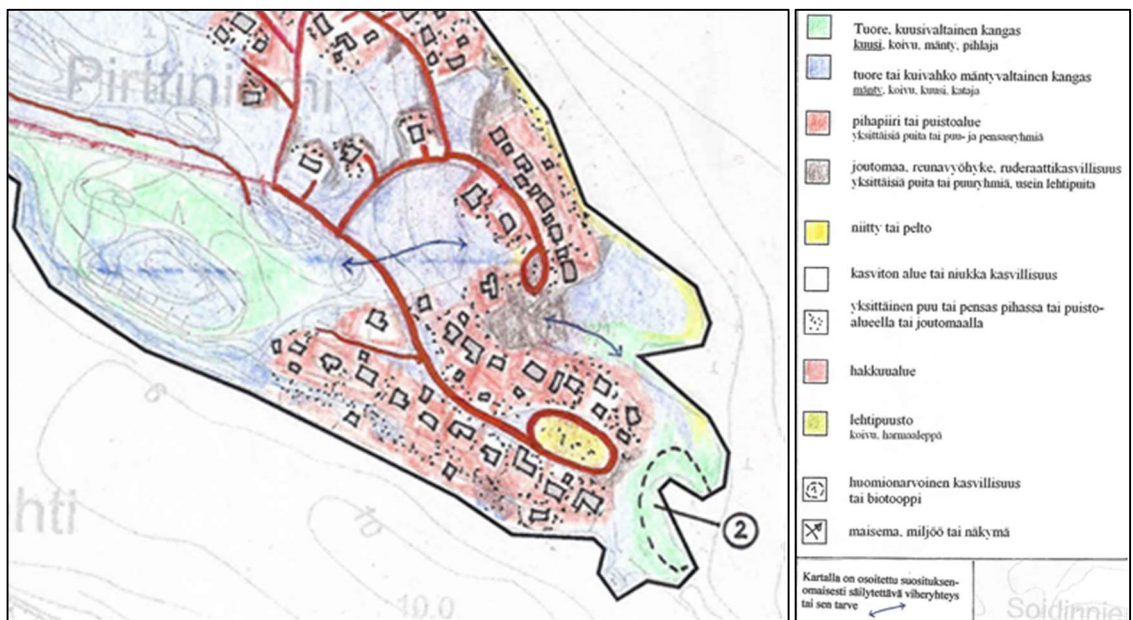 Pirttiniemi
hti
6
10
10.0
2
Tuore, kuusivaltainen kangas
kuusi, koivu, mänty, pihlaja
tuore tai kuivahko mäntyvaltainen kangas
mänty, koivu, kuusi, kataja
pihapiiri tai puistoalue
yksittäisiä puita tai puu- ja pensasryhmiä
joutomaa, reunavyöhyke, ruderaattikasvillisuus
yksittäisiä puita tai puuryhmiä, usein lehtipuita
niitty tai pelto
kasviton alue tai niukka kasvillisuus
yksittäinen puu tai pensas pihassa tai puisto-
alueella tai joutomaalla
hakkuualue
lehtipuusto
koivu, harmaaleppä
huomionarvoinen kasvillisuus
tai biotooppi
maisema, miljöö tai näkymä
Kartalla on osoitettu suosituksen-
omaisesti säilytettävä viheryhteys
tai sen tarve
Soidinnie